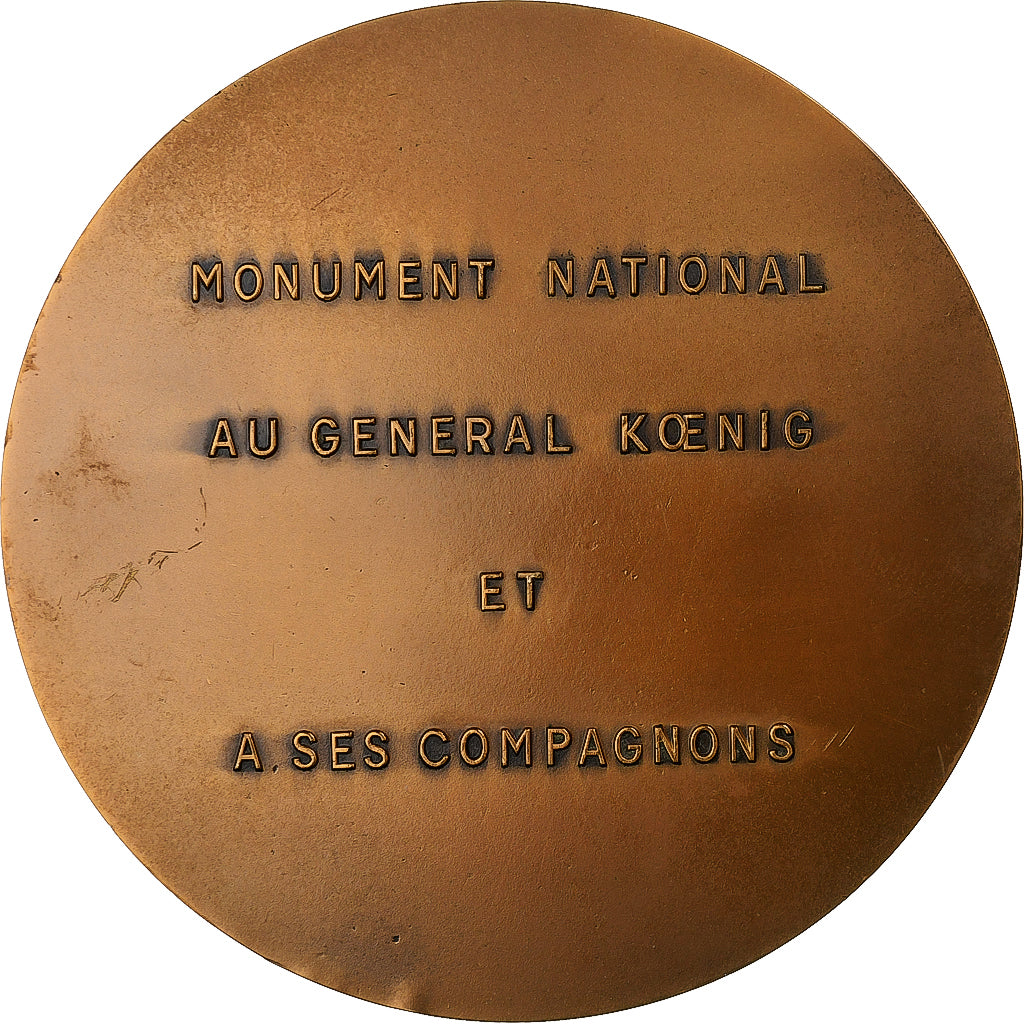 MONUMENT NATIONAL
AU GENERAL KŒNIG
ET
A SES COMPAGNONS